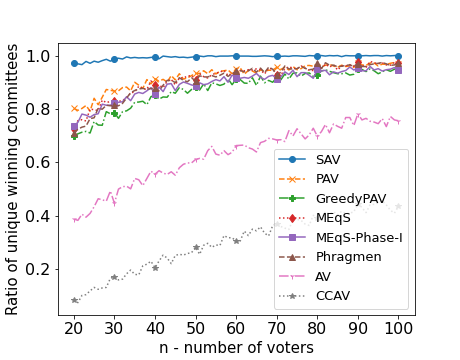 Ratio of unique winning committees
1.0
0.8
0.6
0.4
0.2
SAV
PAV
GreedyPAV
MEqS
MEqS-Phase-I
Phragmen
AV
CCAV
20 30 40 50 60 70 80 90 100
n - number of voters